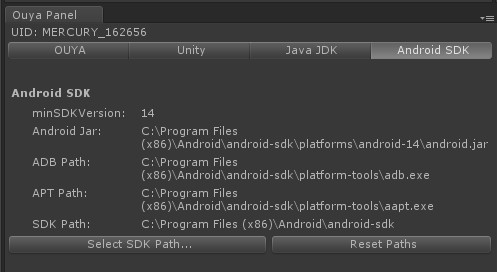 Ouya Panel
UID: MERCURY_162656
OUYA Unity Java JDK Android SDK
Android SDK
minSDKVersion: 14
Android Jar: C:\Program Files
(x86)\Android\android-sdk\platforms\android-14\android.jar
ADB Path: C:\Program Files
(x86)\Android\android-sdk\platform-tools\adb.exe
APT Path: C:\Program Files
(x86)\Android\android-sdk\platform-tools\aapt.exe
SDK Path: C:\Program Files (x86)\Android\android-sdk
Select SDK Path... Reset Paths